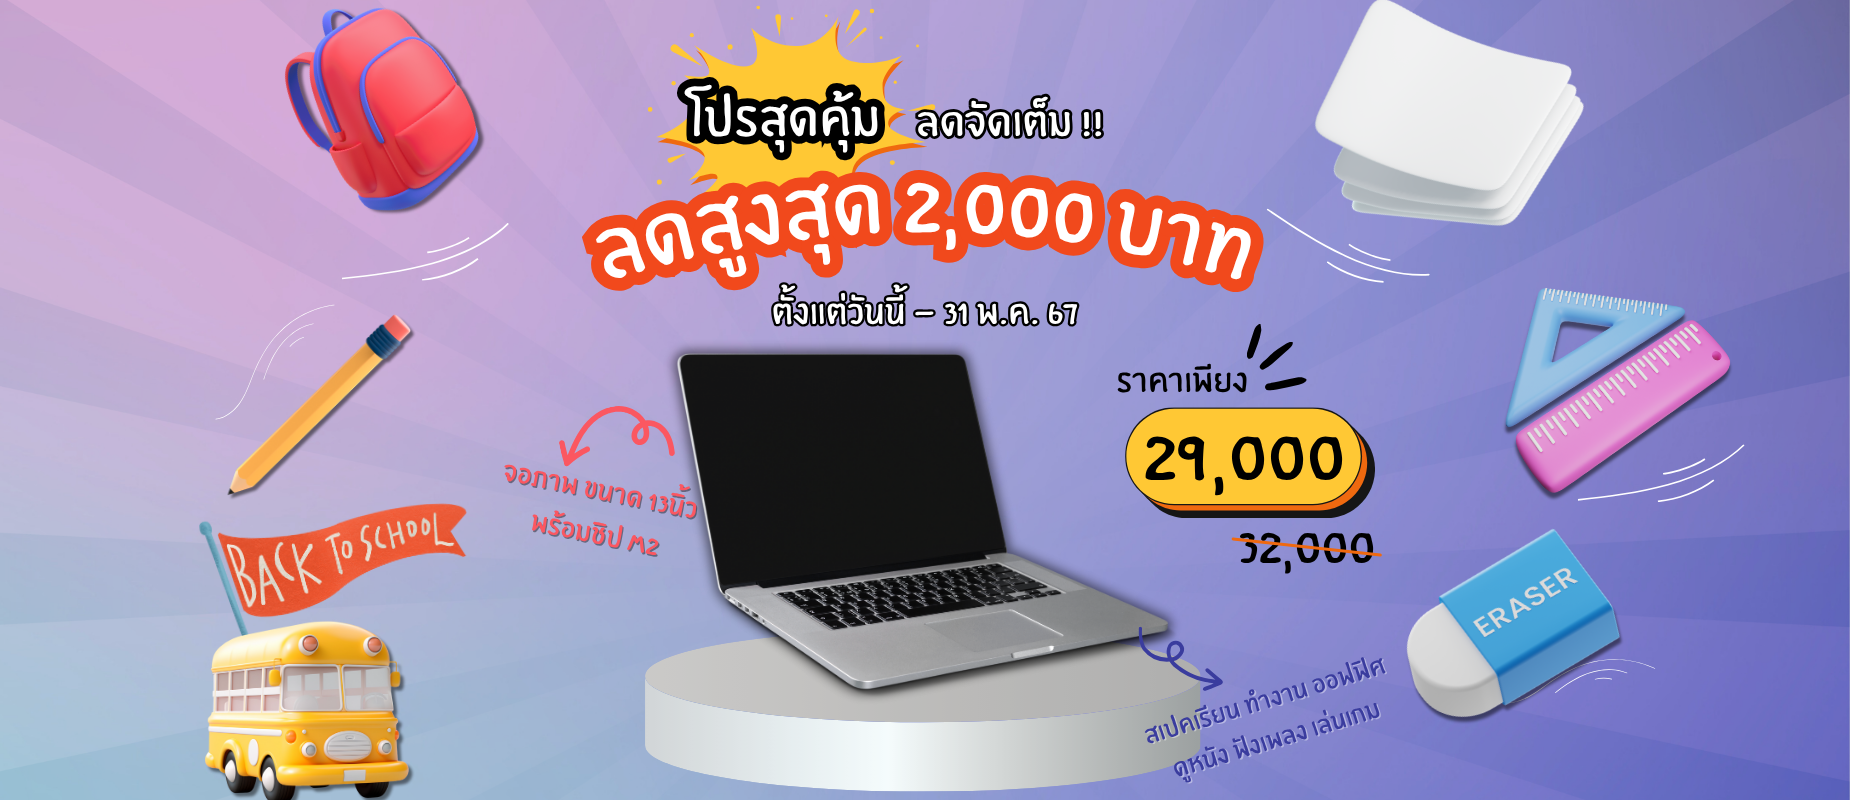 โปรสุดคุ้ม ลดจัดเต็ม !!
ลดสูงสุด 2,000 บาท
ตั้งแต่วันนี้ – 31 พ.ค. 67
ราคาเพียง
29,000
32,000
จอภาพ ขนาด 13นิ้ว
พร้อมชิป M2
BACK TO SCHOOL
ERASER
สเปคเรียน ทำงาน ออฟฟิศ
ดูหนัง ฟังเพลง เล่นเกม